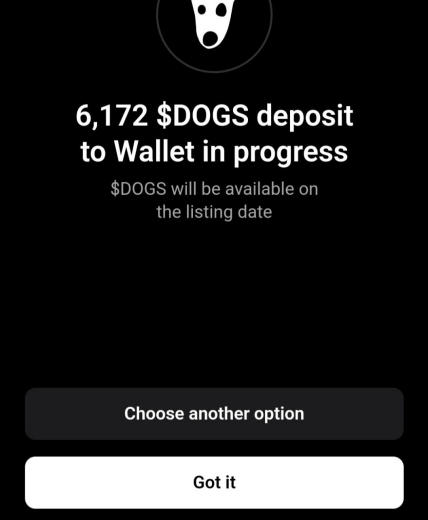 6,172 $DOGS deposit
to Wallet in progress
$DOGS will be available on
the listing date
Choose another option
Got it